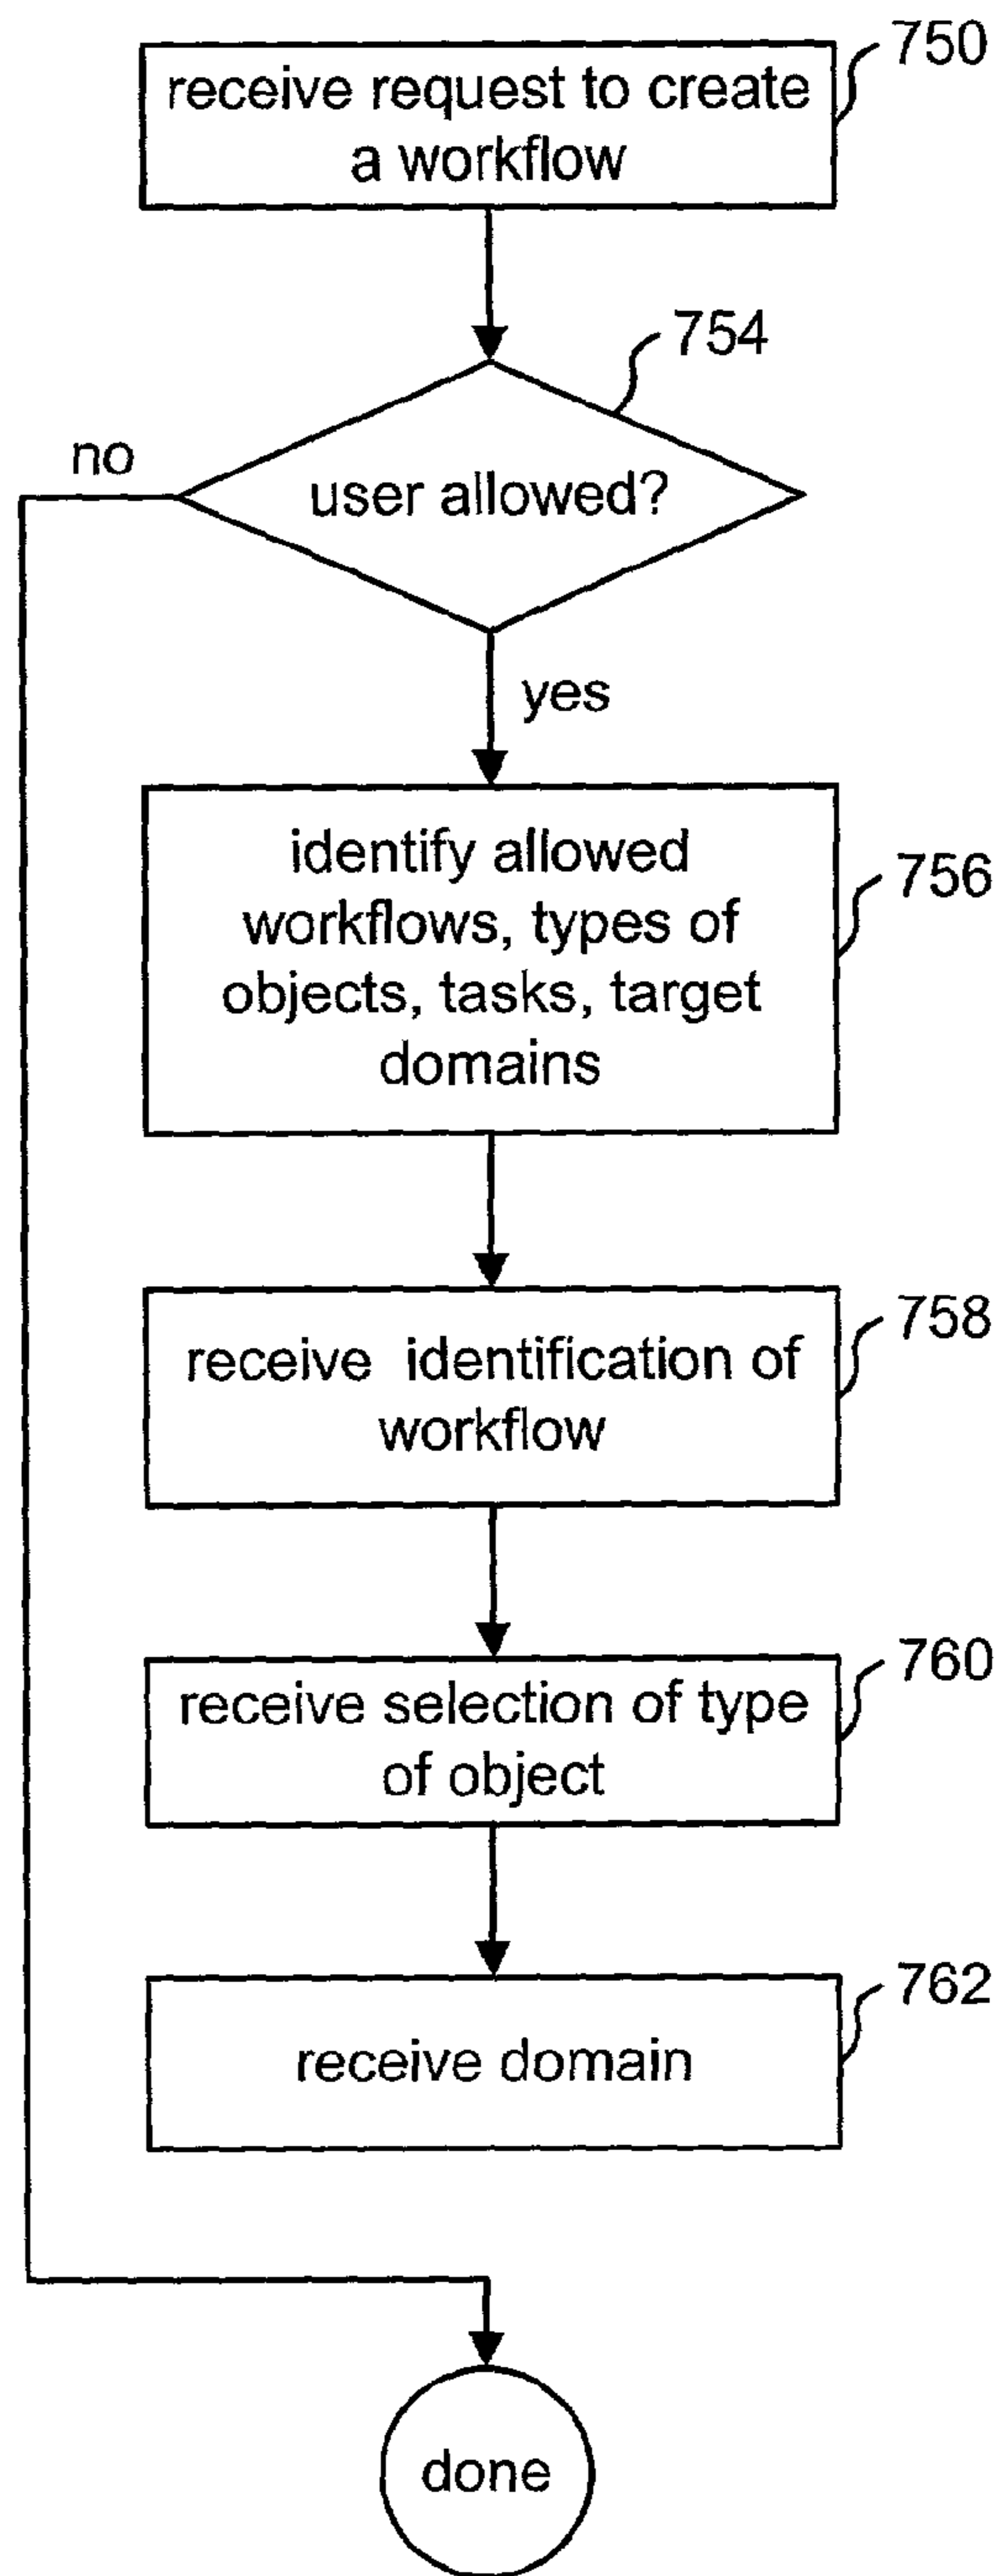 750
receive request to create
a workflow
754
no
user allowed?
yes
identify allowed
workflows, types of
objects, tasks, target
domains
756
758
receive identification of
workflow
760
receive selection of type
of object
762
receive domain
done